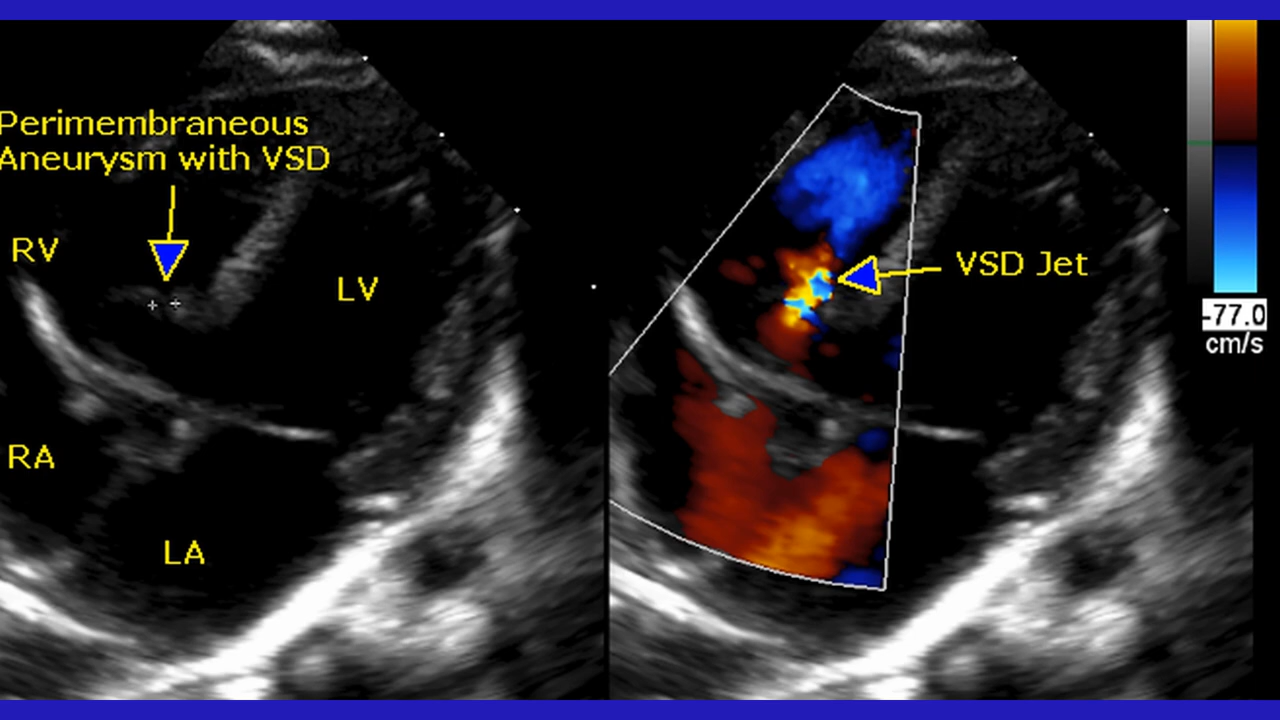 Perimembraneous
Aneurysm with VSD
RV
LV
VSD Jet
-77.0
cm/s
RA
LA